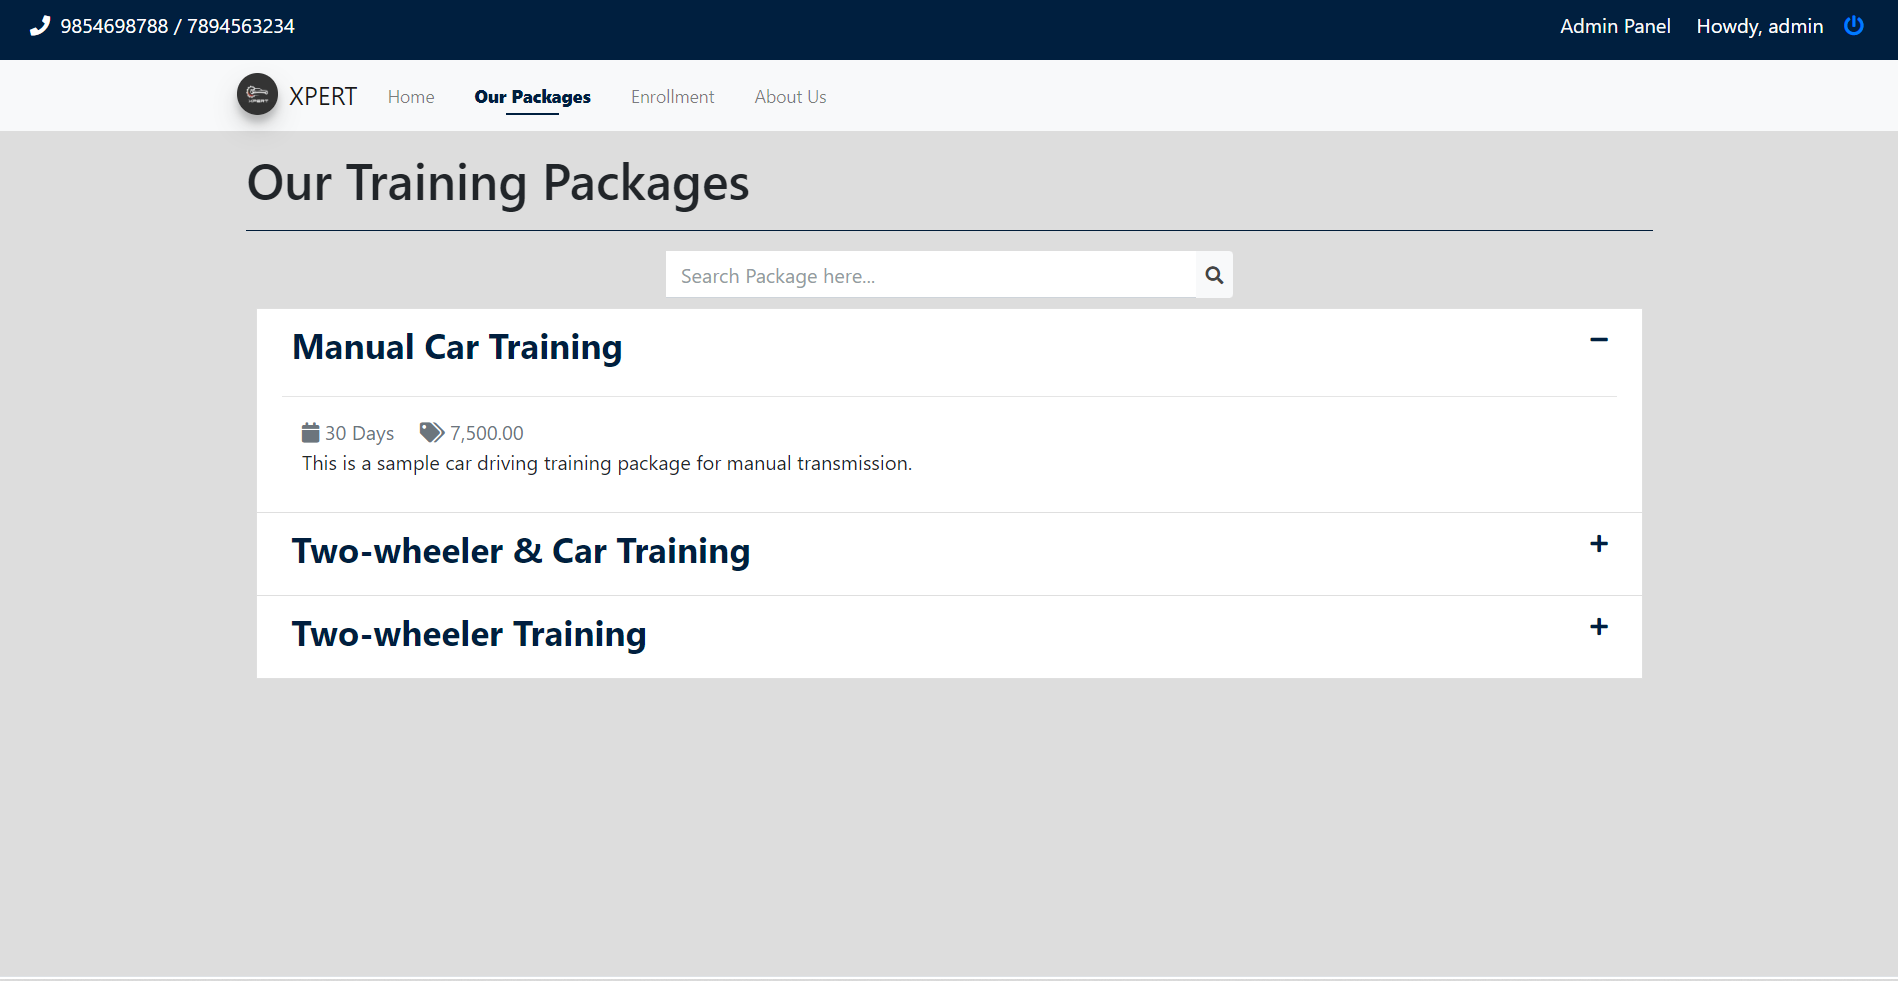 9854698788 / 7894563234
Admin Panel
Howdy, admin
XPERT
XPERT
Home
Our Packages
Enrollment
About Us
Our Training Packages
Search Package here...
Manual Car Training
30 Days
7,500.00
This is a sample car driving training package for manual transmission.
Two-wheeler & Car Training
Two-wheeler Training